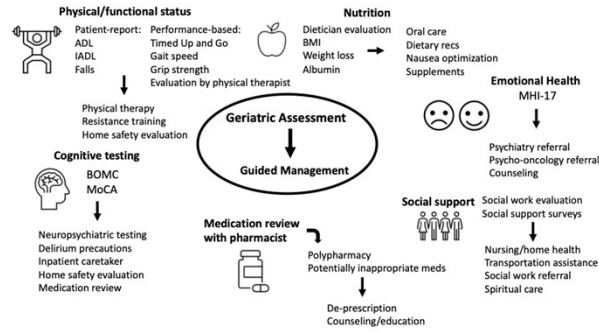 Physical/functional status
Patient-report:
ADL
IADL
Falls
Performance-based:
Timed Up and Go
Gait speed
Grip strength
Evaluation by physical therapist
Physical therapy
Resistance training
Home safety evaluation
Nutrition
Dietician evaluation
BMI
Weight loss
Albumin
Oral care
Dietary recs
Nausea optimization
Supplements
Emotional Health
MHI-17
Psychiatry referral
Psycho-oncology referral
Counseling
Geriatric Assessment
Guided Management
Cognitive testing
BOMC
MoCA
Neuropsychiatric testing
Delirium precautions
Inpatient caretaker
Home safety evaluation
Medication review
Medication review
with pharmacist
Polypharmacy
Potentially inappropriate meds
De-prescription
Counseling/education
Social support
Social work evaluation
Social support surveys
Nursing/home health
Transportation assistance
Social work referral
Spiritual care